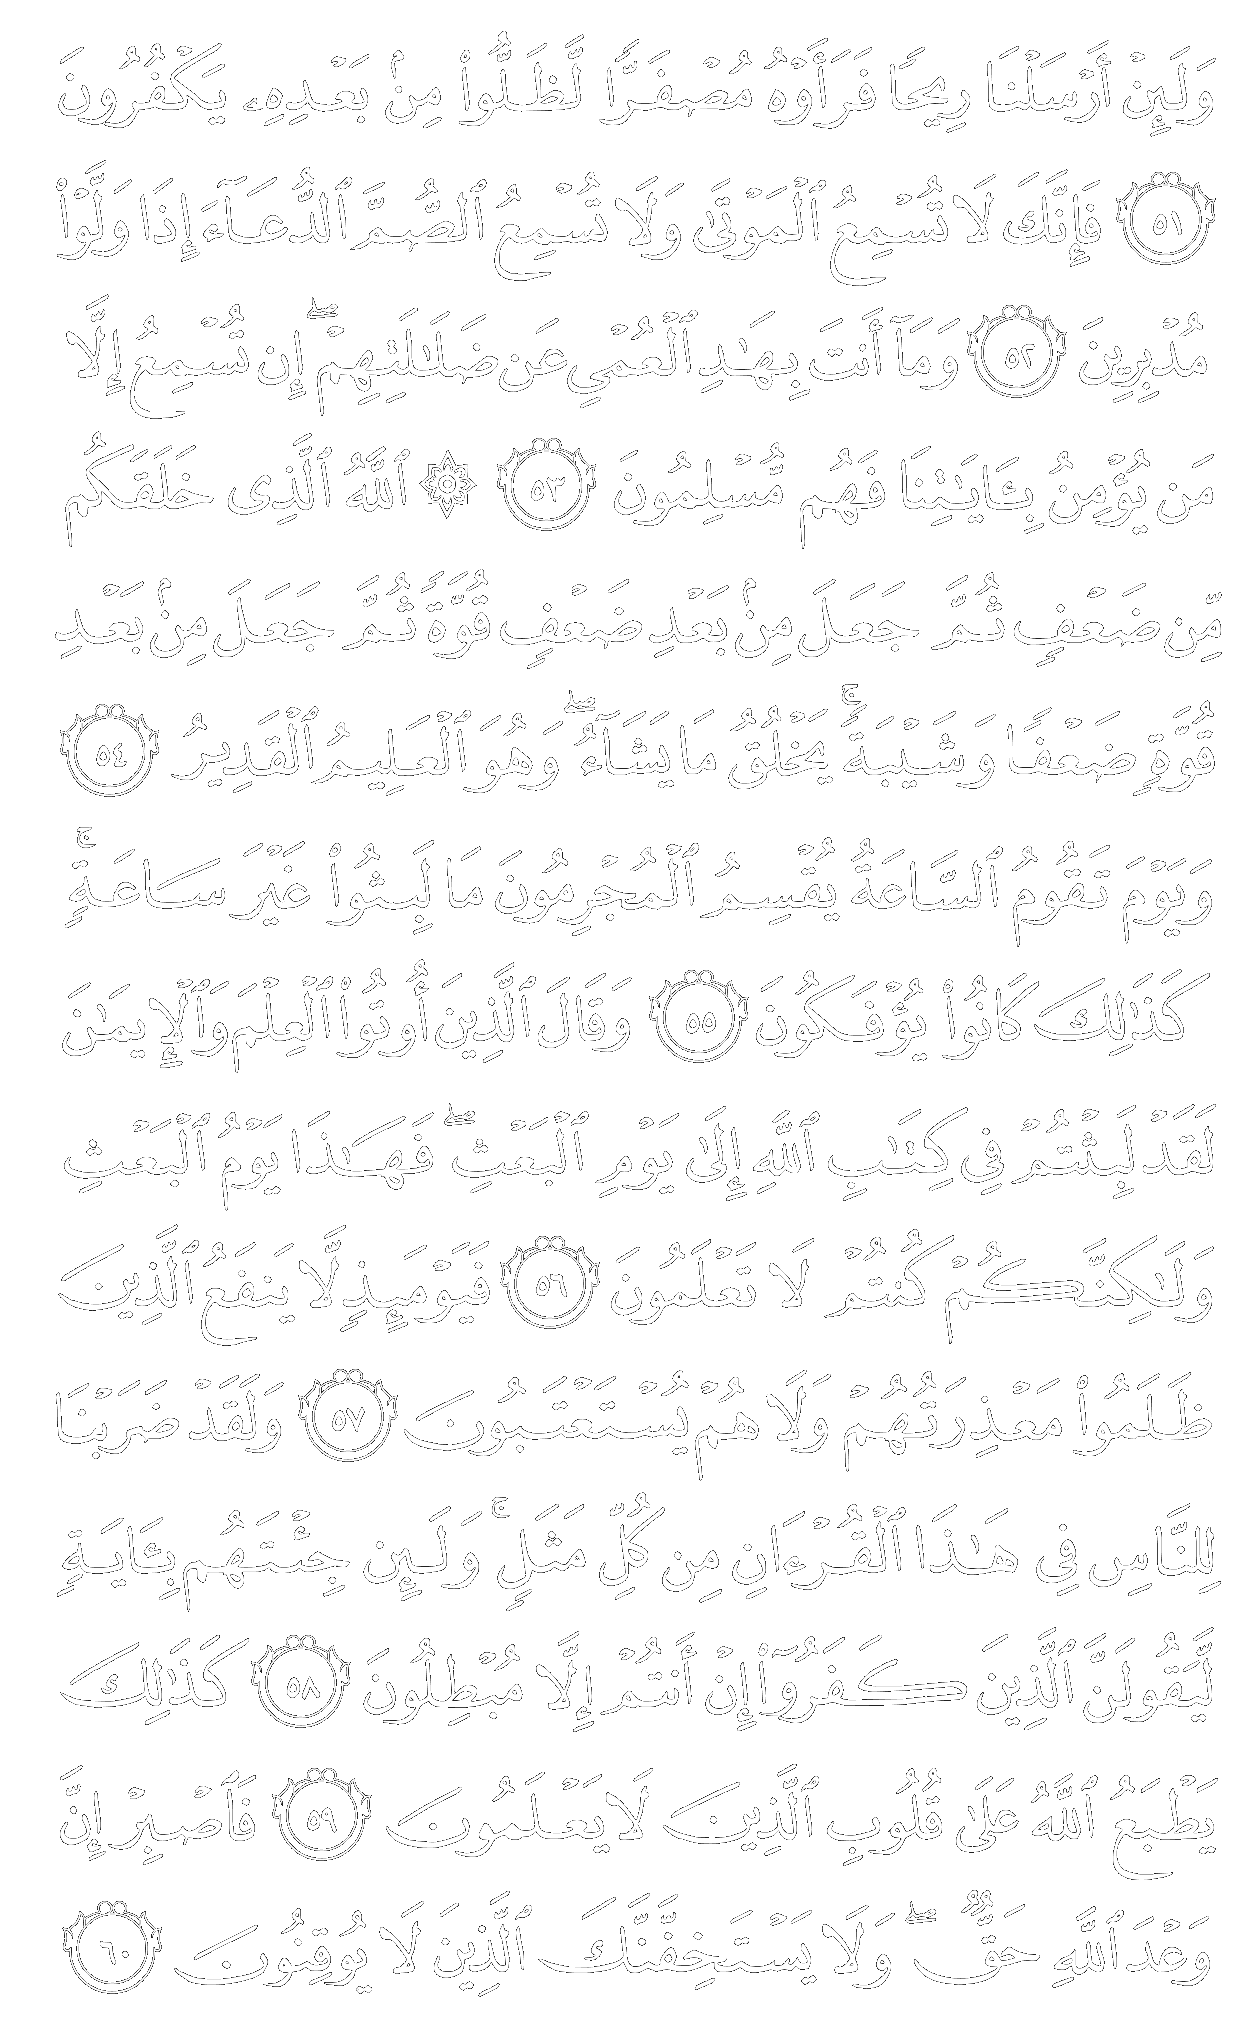 وَلَئِنْ أَرْسَلْنَا رِيحًا فَرَأَوْهُ مُصْفَرًّا لَّظَلُّوا۟ مِنۢ بَعْدِهِۦ يَكْفُرُونَ
٥١ فَإِنَّكَ لَا تُسْمِعُ ٱلْمَوْتَىٰ وَلَا تُسْمِعُ ٱلصُّمَّ ٱلدُّعَآءَ إِذَا وَلَّوْا۟
مُدْبِرِينَ ٥٢ وَمَآ أَنتَ بِهَـٰدِ ٱلْعُمْىِ عَن ضَلَـٰلَتِهِمْ ۖ إِن تُسْمِعُ إِلَّا
مَن يُؤْمِنُ بِـَٔايَـٰتِنَا فَهُم مُّسْلِمُونَ ٥٣ ۞ ٱللَّهُ ٱلَّذِى خَلَقَكُم
مِّن ضَعْفٍ ثُمَّ جَعَلَ مِنۢ بَعْدِ ضَعْفٍ قُوَّةً ثُمَّ جَعَلَ مِنۢ بَعْدِ
قُوَّةٍ ضَعْفًا وَشَيْبَةً ۚ يَخْلُقُ مَا يَشَآءُ ۖ وَهُوَ ٱلْعَلِيمُ ٱلْقَدِيرُ ٥٤
وَيَوْمَ تَقُومُ ٱلسَّاعَةُ يُقْسِمُ ٱلْمُجْرِمُونَ مَا لَبِثُوا۟ غَيْرَ سَاعَةٍ ۚ
كَذَٰلِكَ كَانُوا۟ يُؤْفَكُونَ ٥٥ وَقَالَ ٱلَّذِينَ أُوتُوا۟ ٱلْعِلْمَ وَٱلْإِيمَـٰنَ
لَقَدْ لَبِثْتُمْ فِى كِتَـٰبِ ٱللَّهِ إِلَىٰ يَوْمِ ٱلْبَعْثِ ۖ فَهَـٰذَا يَوْمُ ٱلْبَعْثِ
وَلَـٰكِنَّكُمْ كُنتُمْ لَا تَعْلَمُونَ ٥٦ فَيَوْمَئِذٍ لَّا يَنفَعُ ٱلَّذِينَ
ظَلَمُوا۟ مَعْذِرَتُهُمْ وَلَا هُمْ يُسْتَعْتَبُونَ ٥٧ وَلَقَدْ ضَرَبْنَا
لِلنَّاسِ فِى هَـٰذَا ٱلْقُرْءَانِ مِن كُلِّ مَثَلٍ ۚ وَلَئِن جِئْتَهُم بِـَٔايَةٍ
لَّيَقُولَنَّ ٱلَّذِينَ كَفَرُوٓا۟ إِنْ أَنتُمْ إِلَّا مُبْطِلُونَ ٥٨ كَذَٰلِكَ
يَطْبَعُ ٱللَّهُ عَلَىٰ قُلُوبِ ٱلَّذِينَ لَا يَعْلَمُونَ ٥٩ فَٱصْبِرْ إِنَّ
وَعْدَ ٱللَّهِ حَقٌّ ۖ وَلَا يَسْتَخِفَّنَّكَ ٱلَّذِينَ لَا يُوقِنُونَ ٦٠